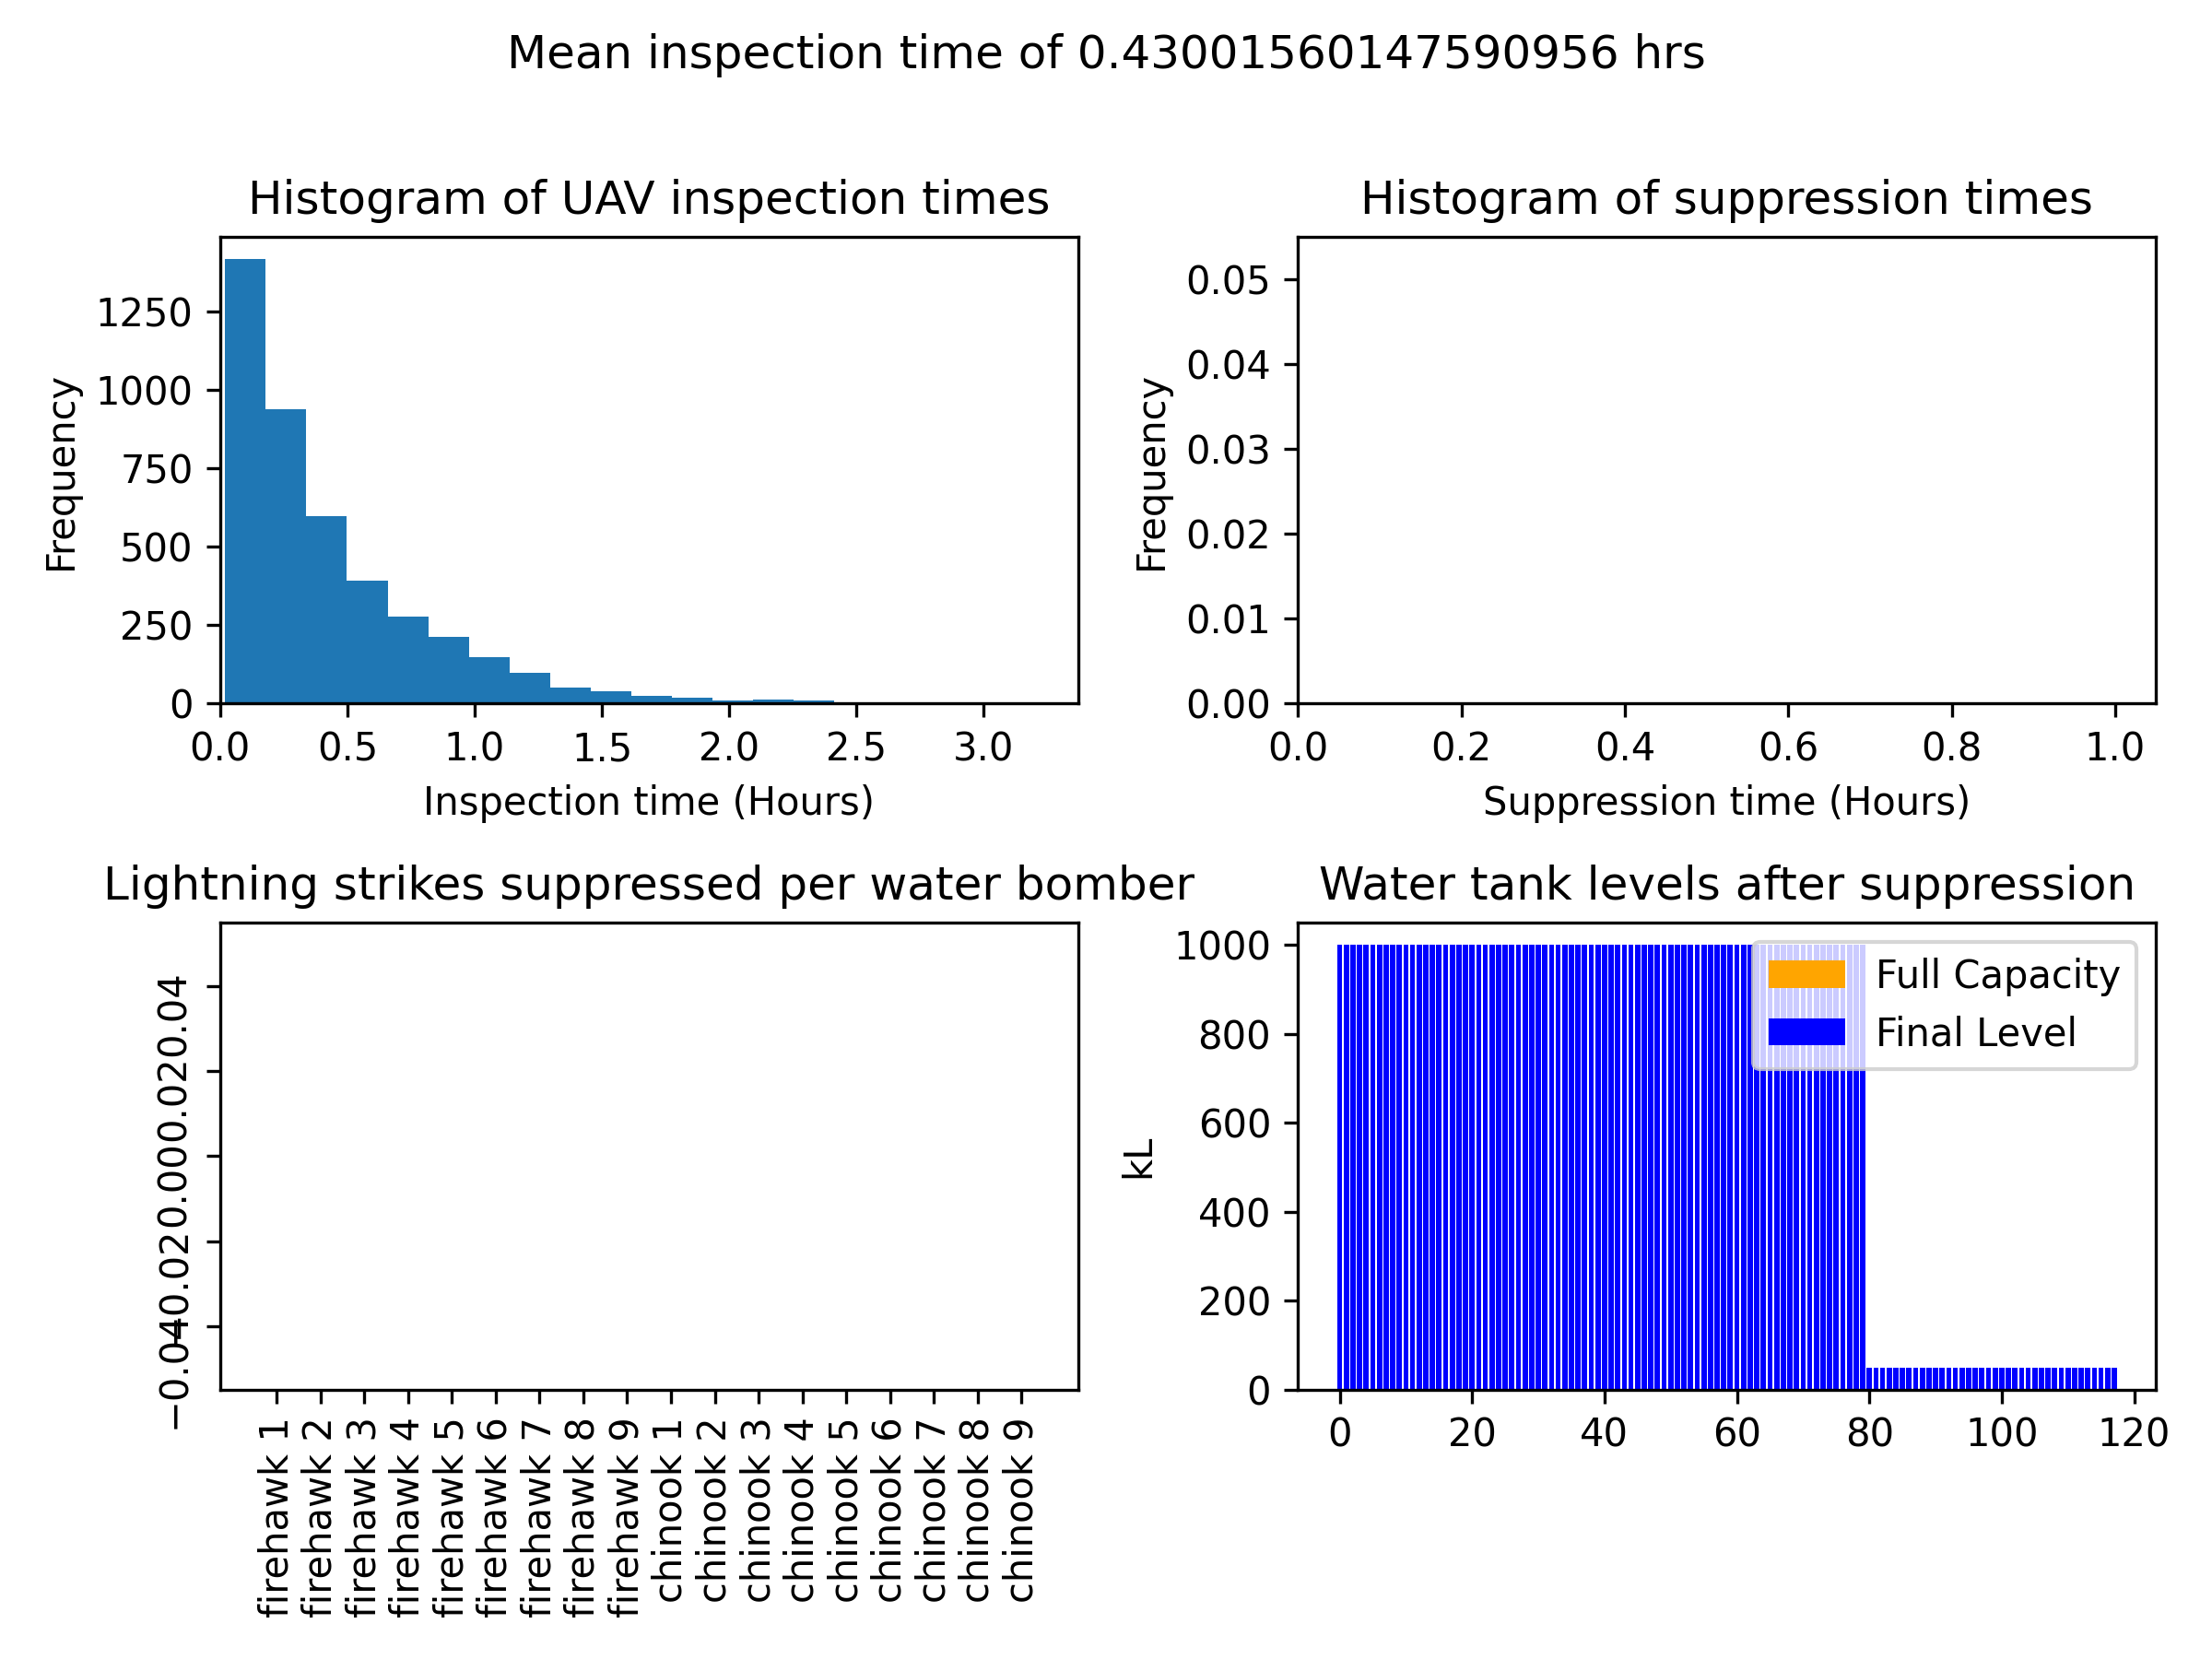 Mean inspection time of 0.430015601475909​56 hrs
Histogram of UAV inspection times
Frequency
1250
1000
750
500
250
0
0.0 0.5 1.0 1.5 2.0 2.5 3.0
Inspection time (Hours)
Histogram of suppression times
Frequency
0.05
0.04
0.03
0.02
0.01
0.00
0.0 0.2 0.4 0.6 0.8 1.0
Suppression time (Hours)
Lightning strikes suppressed per water bomber
0.04
0.02
0.00
−0.02
−0.04
firehawk 1
firehawk 2
firehawk 3
firehawk 4
firehawk 5
firehawk 6
firehawk 7
firehawk 8
firehawk 9
chinook 1
chinook 2
chinook 3
chinook 4
chinook 5
chinook 6
chinook 7
chinook 8
chinook 9
Water tank levels after suppression
kL
1000
800
600
400
200
0
0 20 40 60 80 100 120
Full Capacity
Final Level